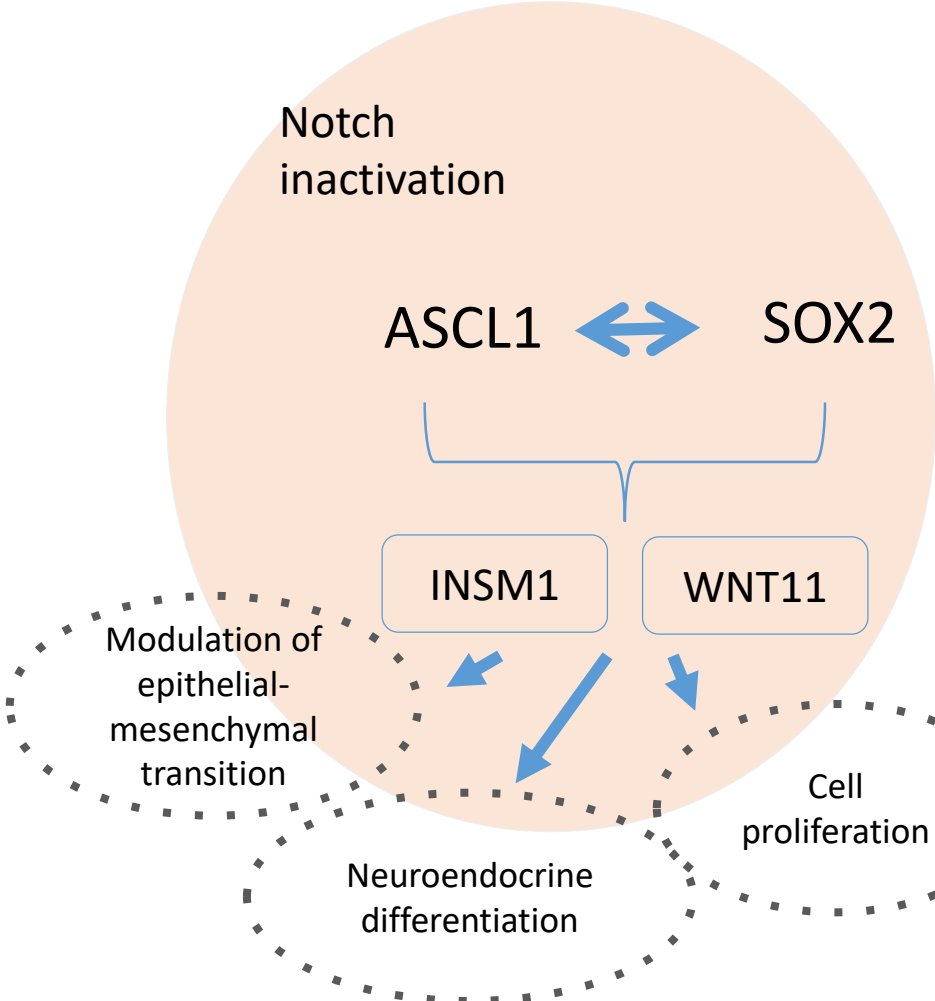 Notch
inactivation
ASCL1
SOX2
INSM1
WNT11
Modulation of
epithelial-
mesenchymal
transition
Neuroendocrine
differentiation
Cell
proliferation